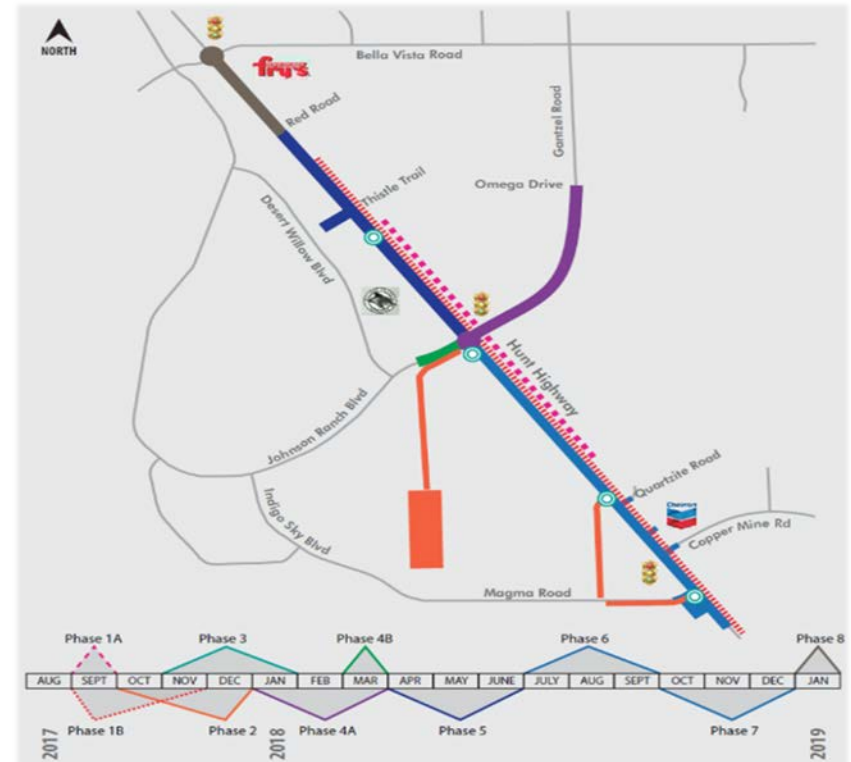 NORTH
fry's
Bella Vista Road
Red Road
Gantzel Road
Thistle Trail
Omega Drive
Desert Willow Blvd
Hunt Highway
Johnson Ranch Blvd
Quartzite Road
Indigo Sky Blvd
Chevron
Copper Mine Rd
Magma Road
Phase 1A Phase 3 Phase 4B Phase 6 Phase 8
AUG SEPT OCT NOV DEC JAN FEB MAR APR MAY JUNE JULY AUG SEPT OCT NOV DEC JAN
2017 Phase 1B Phase 2 2018 Phase 4A Phase 5 Phase 7 2019